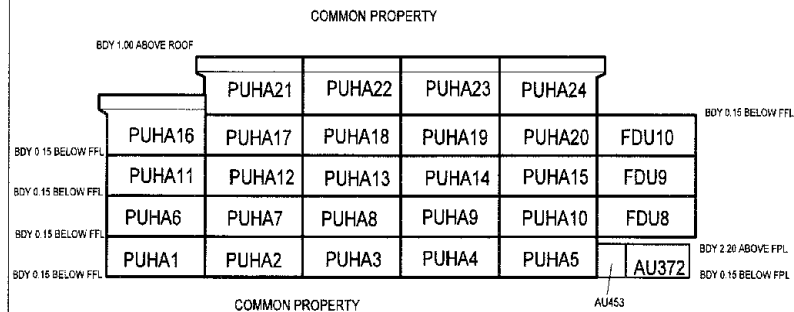 COMMON PROPERTY
BDY 1.00 ABOVE ROOF
PUHA21 PUHA22 PUHA23 PUHA24
BDY 0.15 BELOW FFL
PUHA16 PUHA17 PUHA18 PUHA19 PUHA20 FDU10
BDY 0.15 BELOW FFL
PUHA11 PUHA12 PUHA13 PUHA14 PUHA15 FDU9
BDY 0.15 BELOW FFL
PUHA6 PUHA7 PUHA8 PUHA9 PUHA10 FDU8
BDY 0.15 BELOW FFL
BDY 2.20 ABOVE FPL
PUHA1 PUHA2 PUHA3 PUHA4 PUHA5 AU372
BDY 0.15 BELOW FFL BDY 0.15 BELOW FPL
COMMON PROPERTY AU453